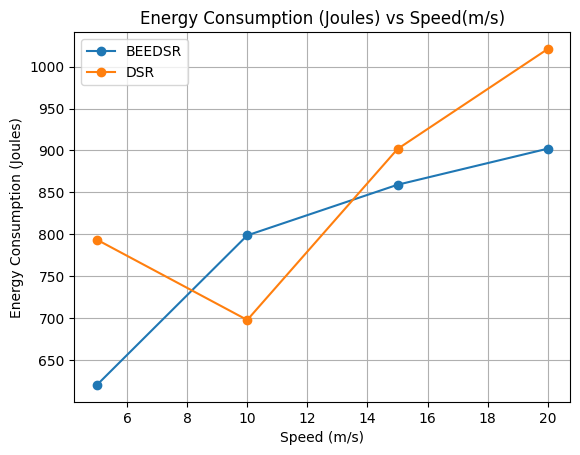 Energy Consumption (Joules) vs Speed(m/s)
BEEDSR
DSR
Energy Consumption (Joules)
1000
950
900
850
800
750
700
650
6 8 10 12 14 16 18 20
Speed (m/s)